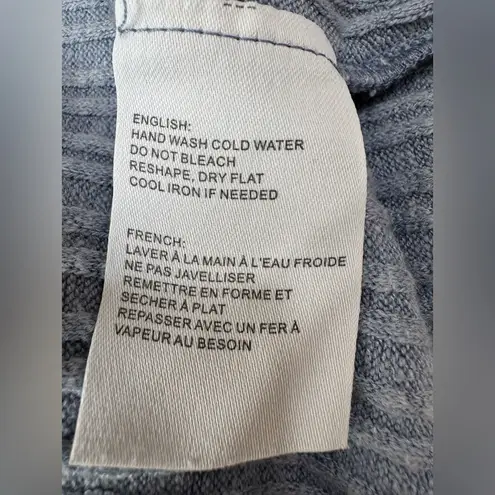 ENGLISH:
HAND WASH COLD WATER
DO NOT BLEACH
RESHAPE, DRY FLAT
COOL IRON IF NEEDED
FRENCH:
LAVER À LA MAIN À L'EAU FROIDE
NE PAS JAVELLISER
REMETTRE EN FORME ET
SECHER À PLAT
REPASSER AVEC UN FER À
VAPEUR AU BESOIN